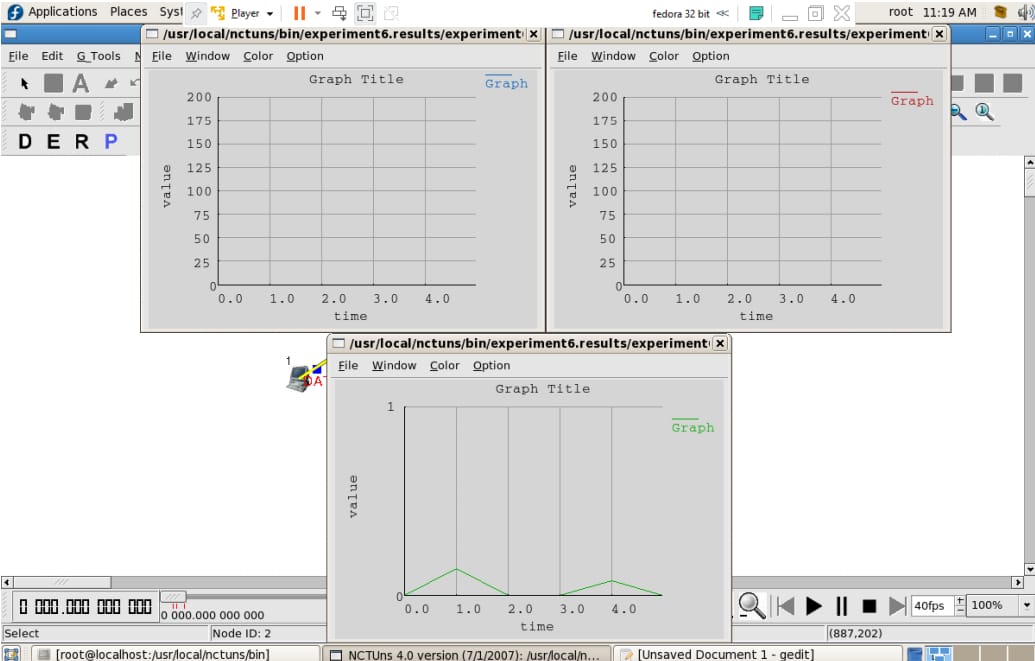 Applications Places Syst Player fedora 32 bit root 11:19 AM
/usr/local/nctuns/bin/experiment6.results/experiment
/usr/local/nctuns/bin/experiment6.results/experiment
File Edit G_Tools N
File Window Color Option
File Window Color Option
Graph Title
Graph
200
175
150
125
100
75
50
25
0
value
0.0 1.0 2.0 3.0 4.0
time
Graph Title
Graph
200
175
150
125
100
75
50
25
0
value
0.0 1.0 2.0 3.0 4.0
time
A
D E R P
/usr/local/nctuns/bin/experiment6.results/experiment
File Window Color Option
1
DAT
Graph Title
Graph
1
0
value
0.0 1.0 2.0 3.0 4.0
time
0 000.000 000 000
0 000.000 000 000
40fps
100%
Select
Node ID: 2
(887,202)
[root@localhost:/usr/local/nctuns/bin]
NCTUns 4.0 version (7/1/2007): /usr/local/n...
[Unsaved Document 1 - gedit]